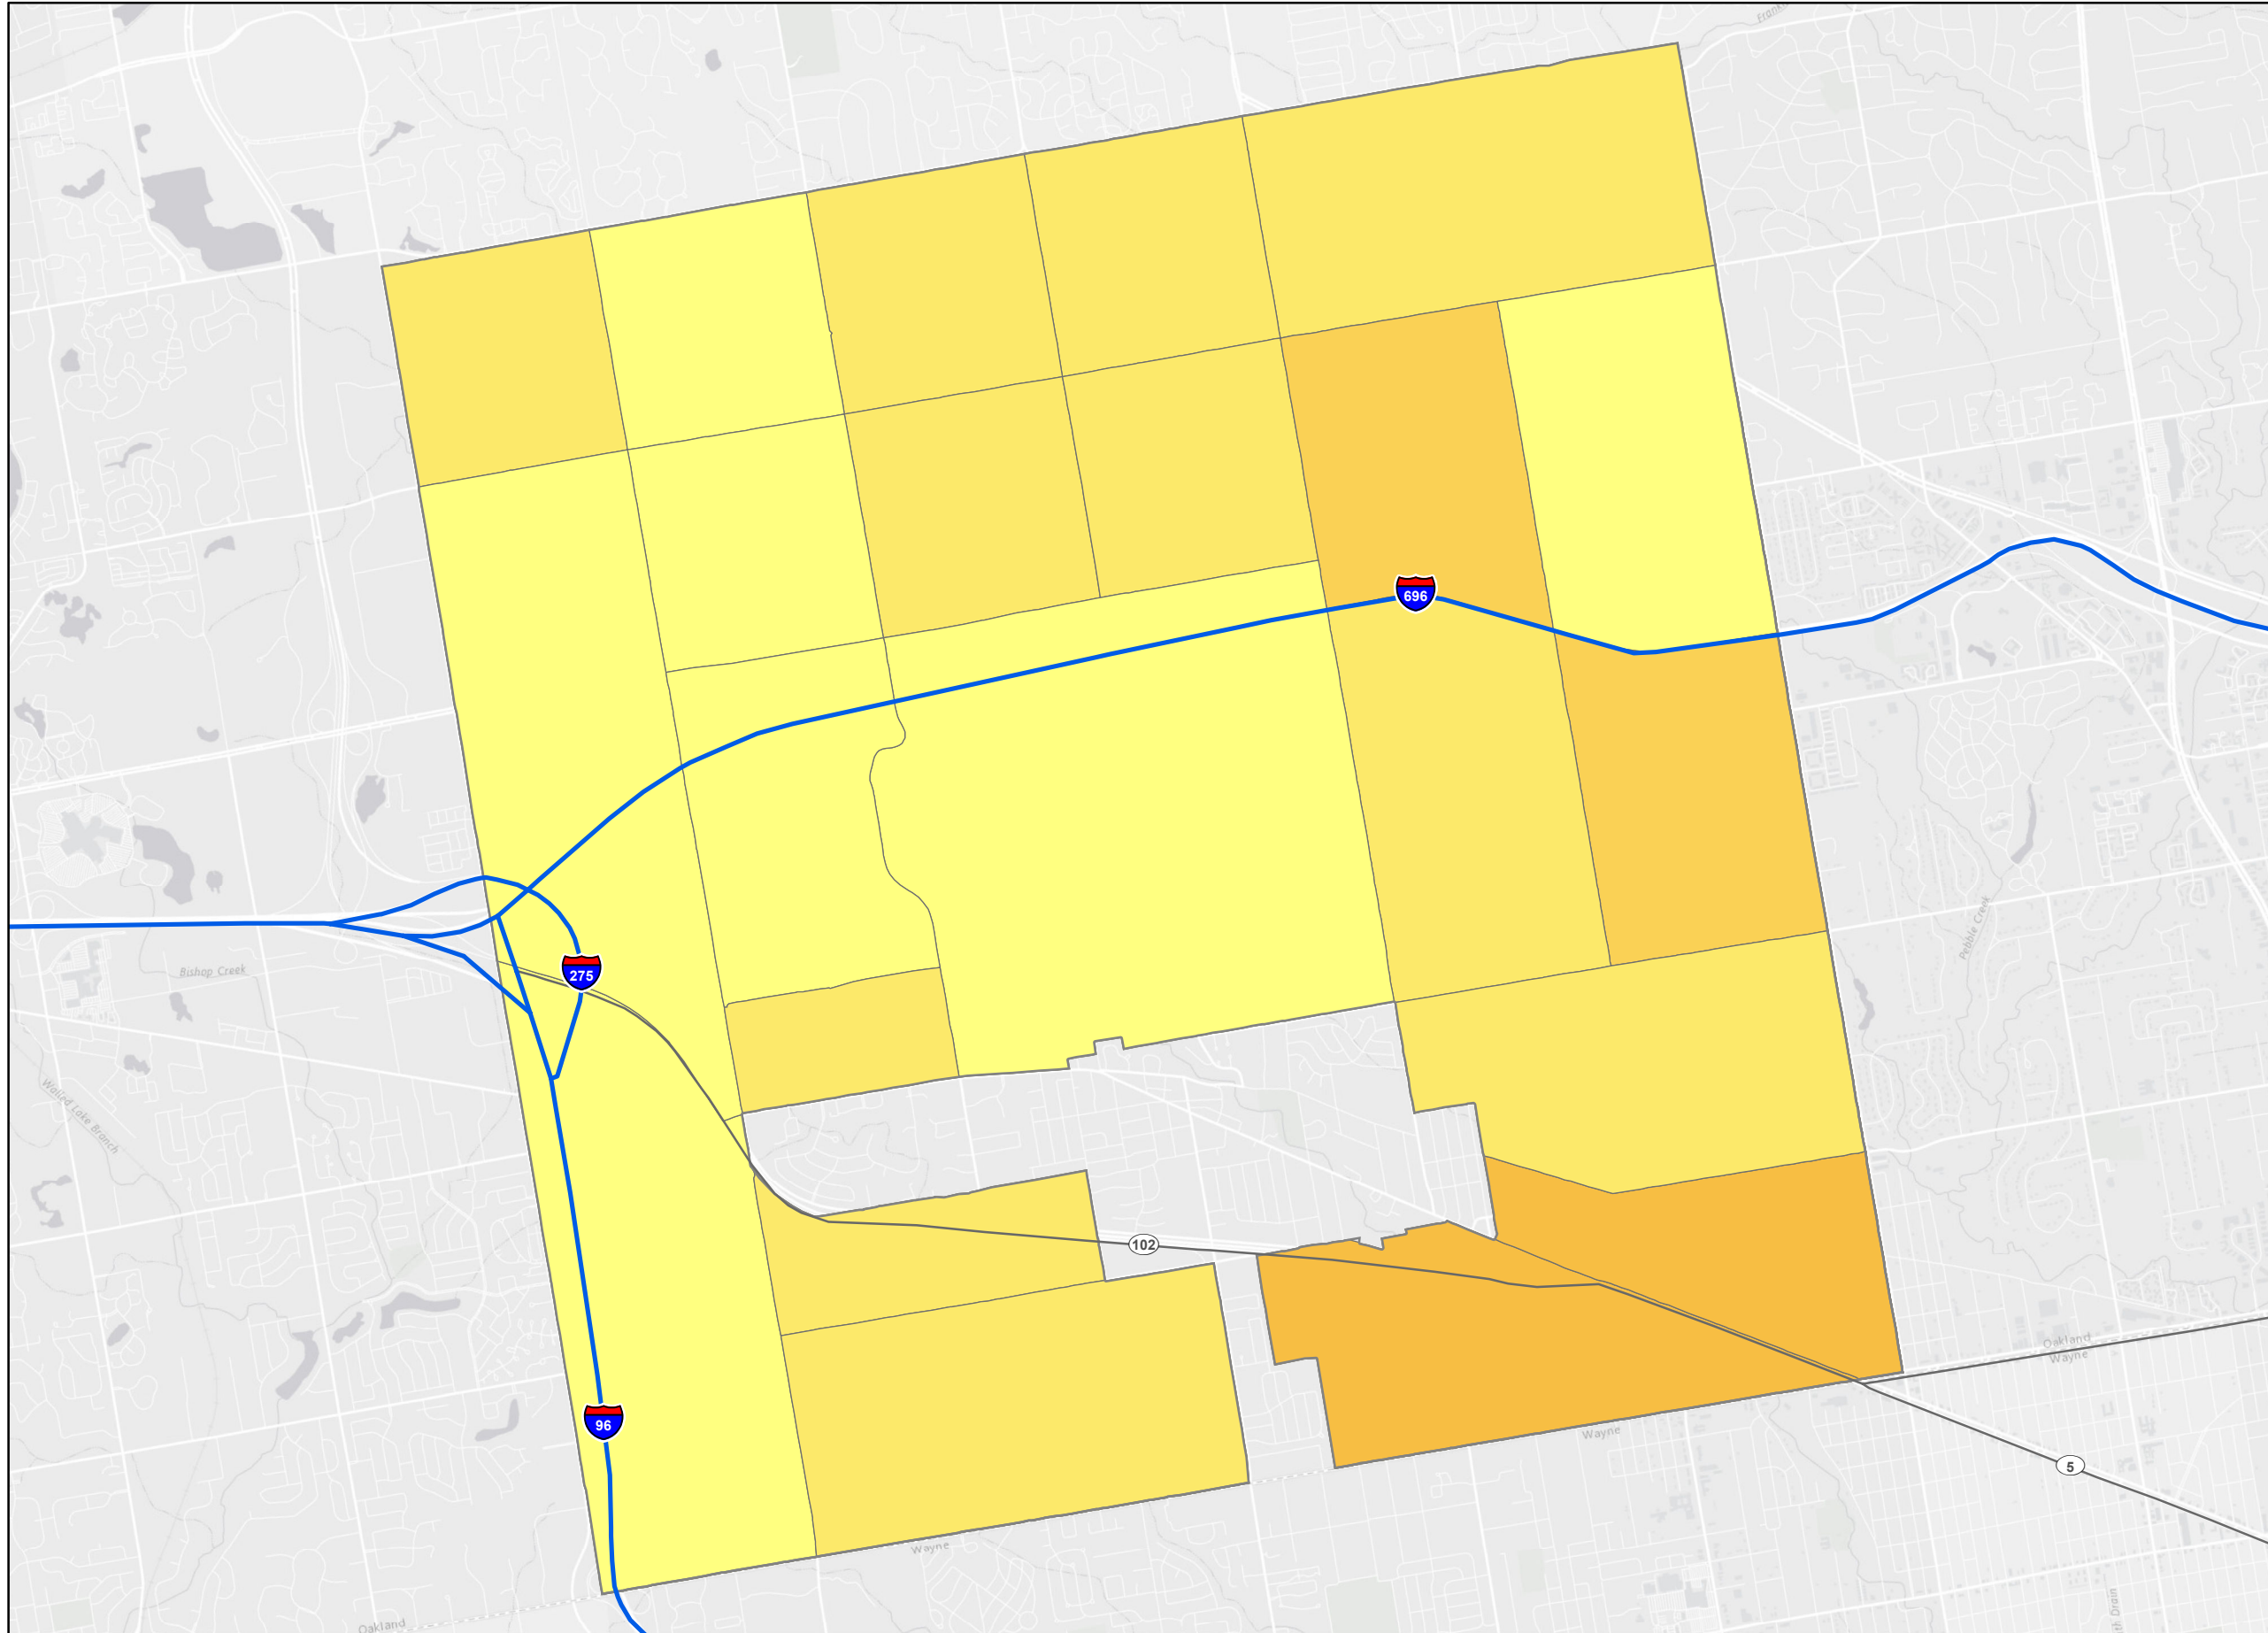 696
275
Bishop Creek
Pebble Creek
Walled Lake Branch
102
Oakland
Wayne
96
Wayne
5
Wayne
Oakland